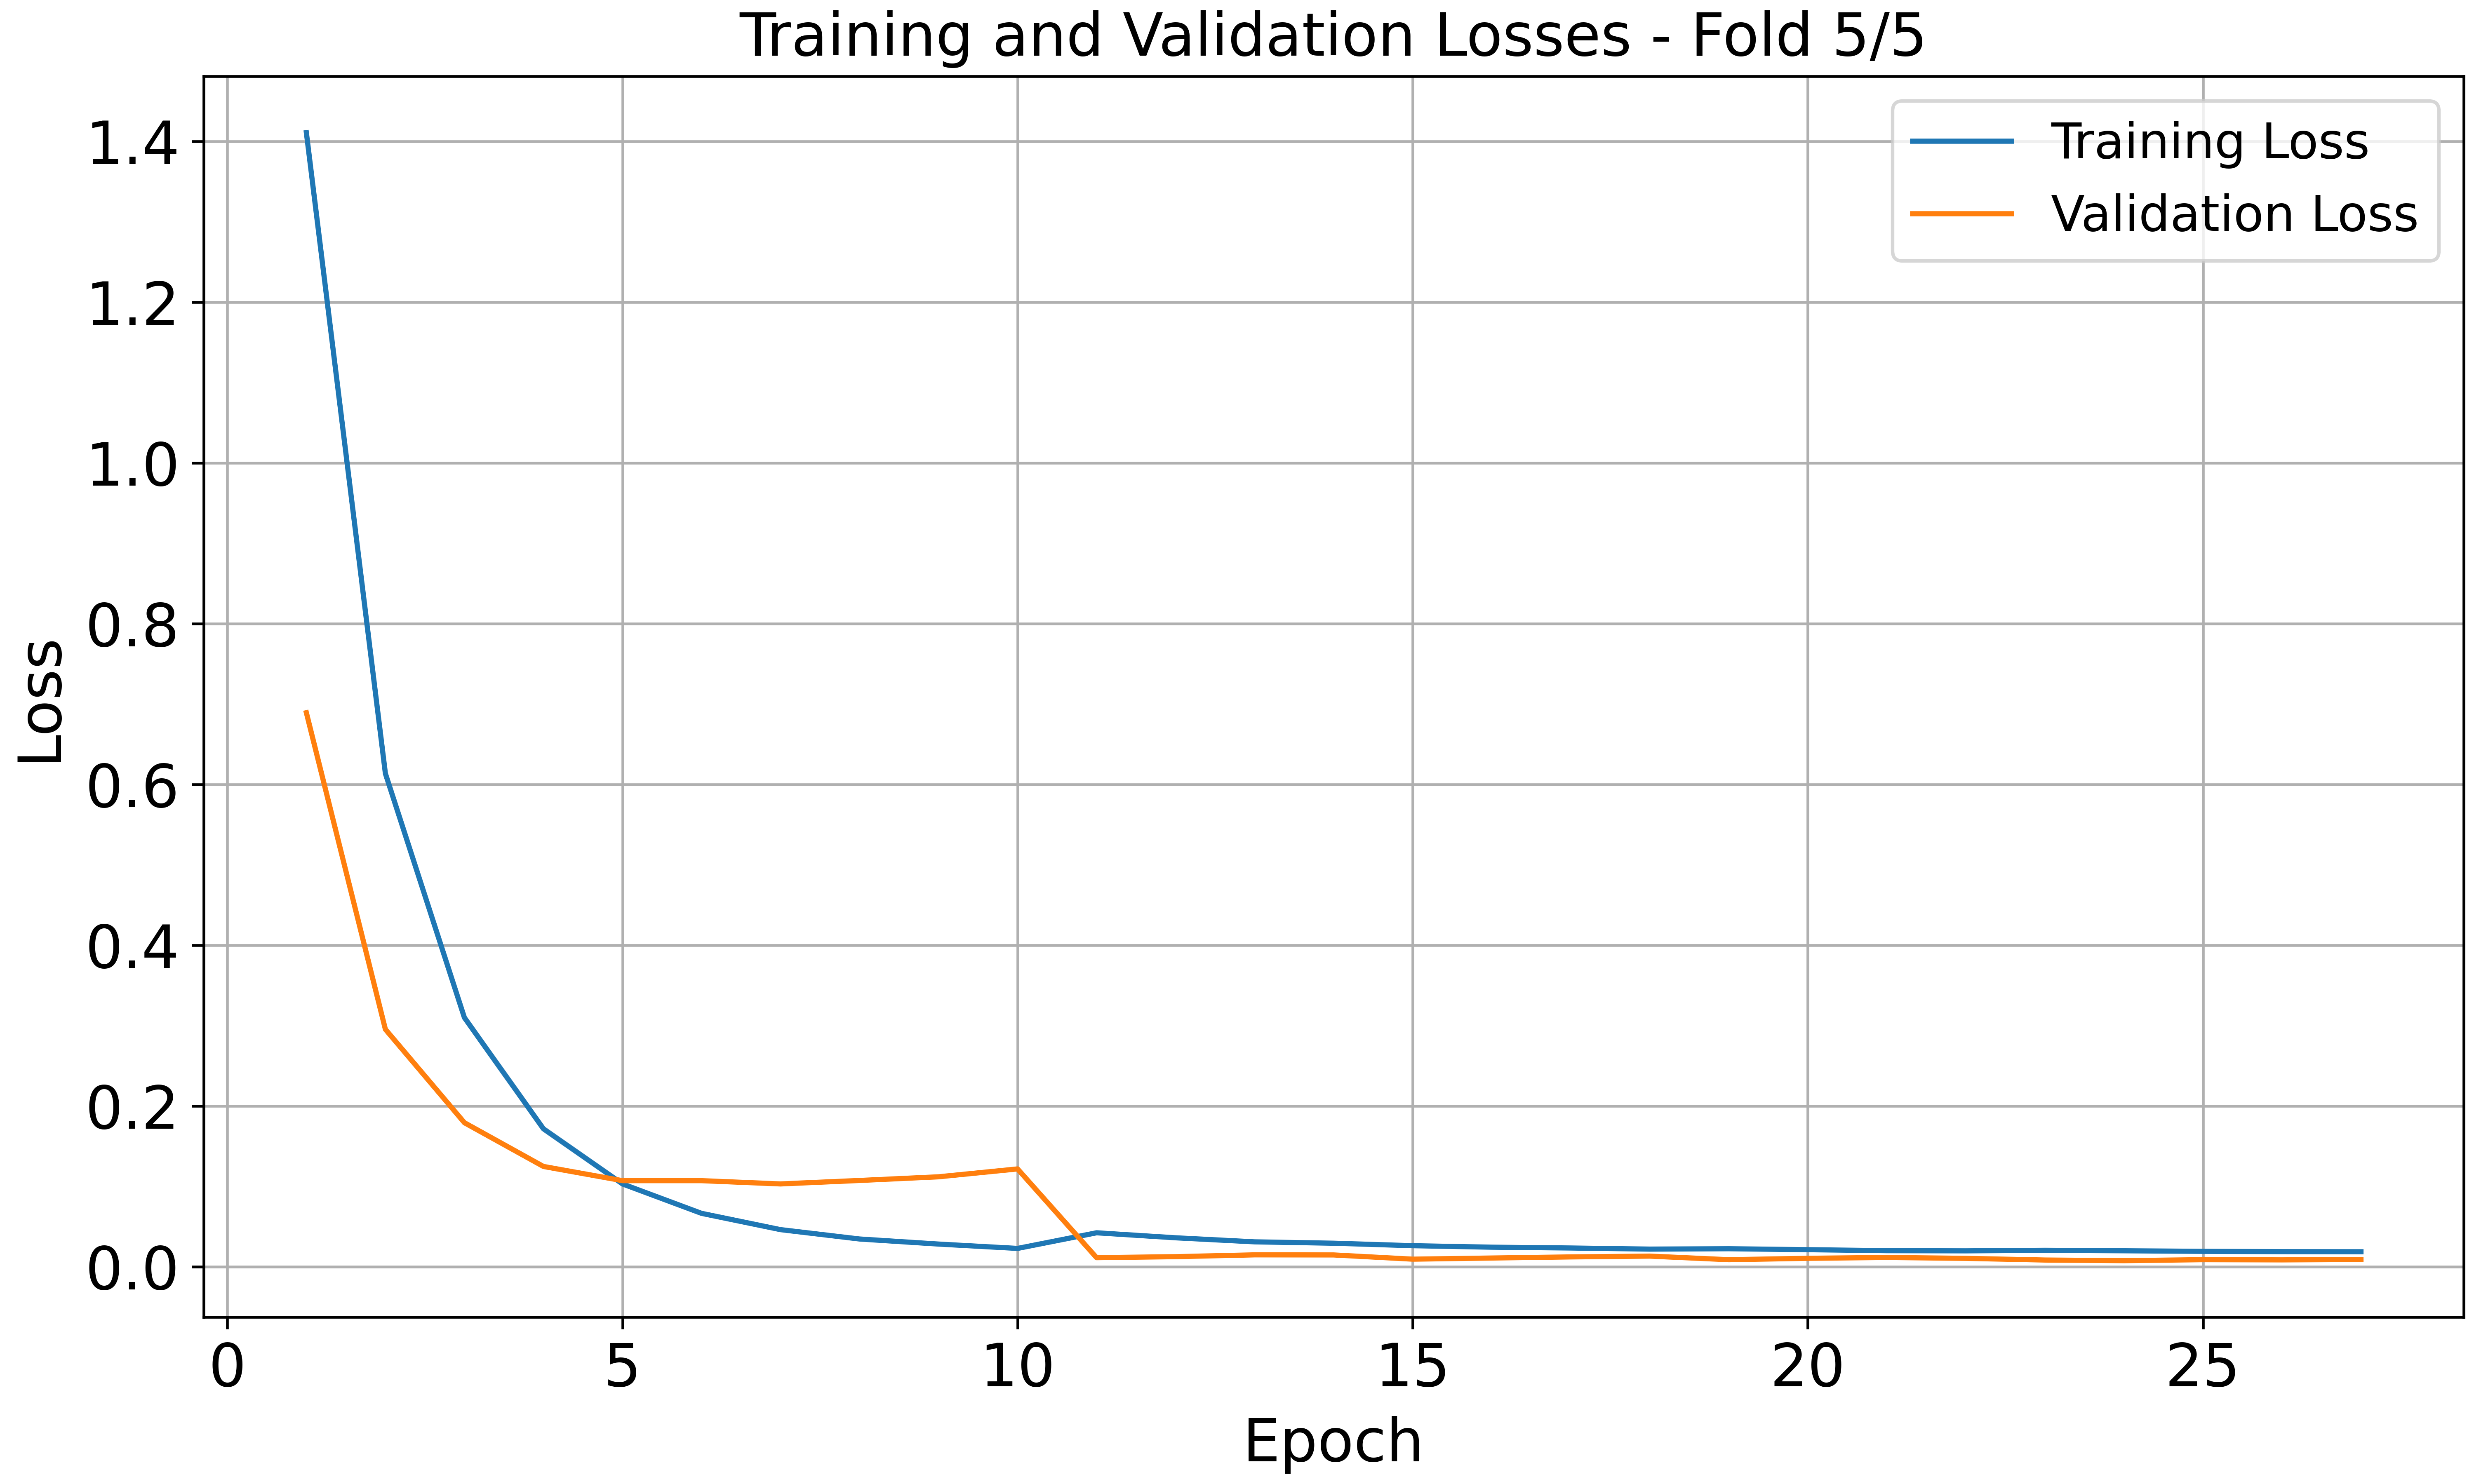 Training and Validation Losses - Fold 5/5
Training Loss
Validation Loss
1.4
1.2
1.0
0.8
0.6
0.4
0.2
0.0
Loss
0 5 10 15 20 25
Epoch